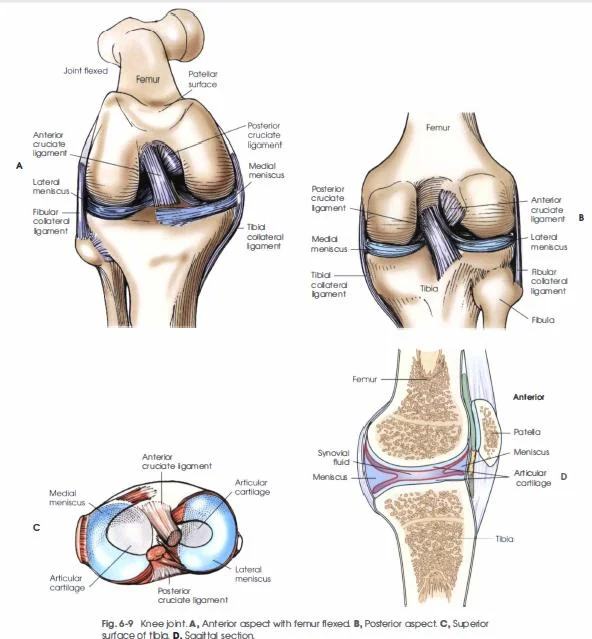 Joint flexed
Femur
Patellar
surface
Anterior
cruciate
ligament
Posterior
cruciate
ligament
A
Medial
meniscus
Lateral
meniscus
Fibular
collateral
ligament
Tibial
collateral
ligament
Femur
Posterior
cruciate
ligament
Anterior
cruciate
ligament
B
Medial
meniscus
Lateral
meniscus
Tibial
collateral
ligament
Tibia
Fibular
collateral
ligament
Fibula
Anterior
cruciate ligament
Medial
meniscus
Articular
cartilage
C
Articular
cartilage
Lateral
meniscus
Posterior
cruciate ligament
Femur
Anterior
Patella
Synovial
fluid
Meniscus
Meniscus
Articular
cartilage
D
Tibia
Fig. 6-9 Knee joint. A, Anterior aspect with femur flexed. B, Posterior aspect. C, Superior
surface of tibia. D, Sagittal section.